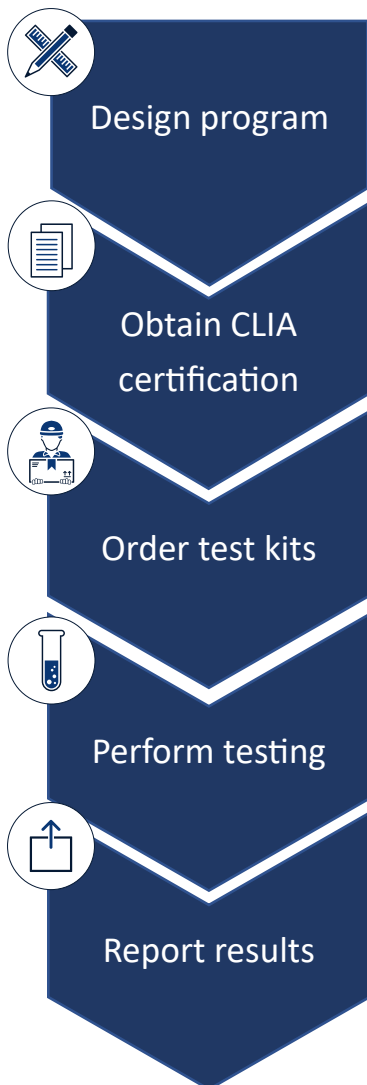 Design program
Obtain CLIA
certification
Order test kits
Perform testing
Report results